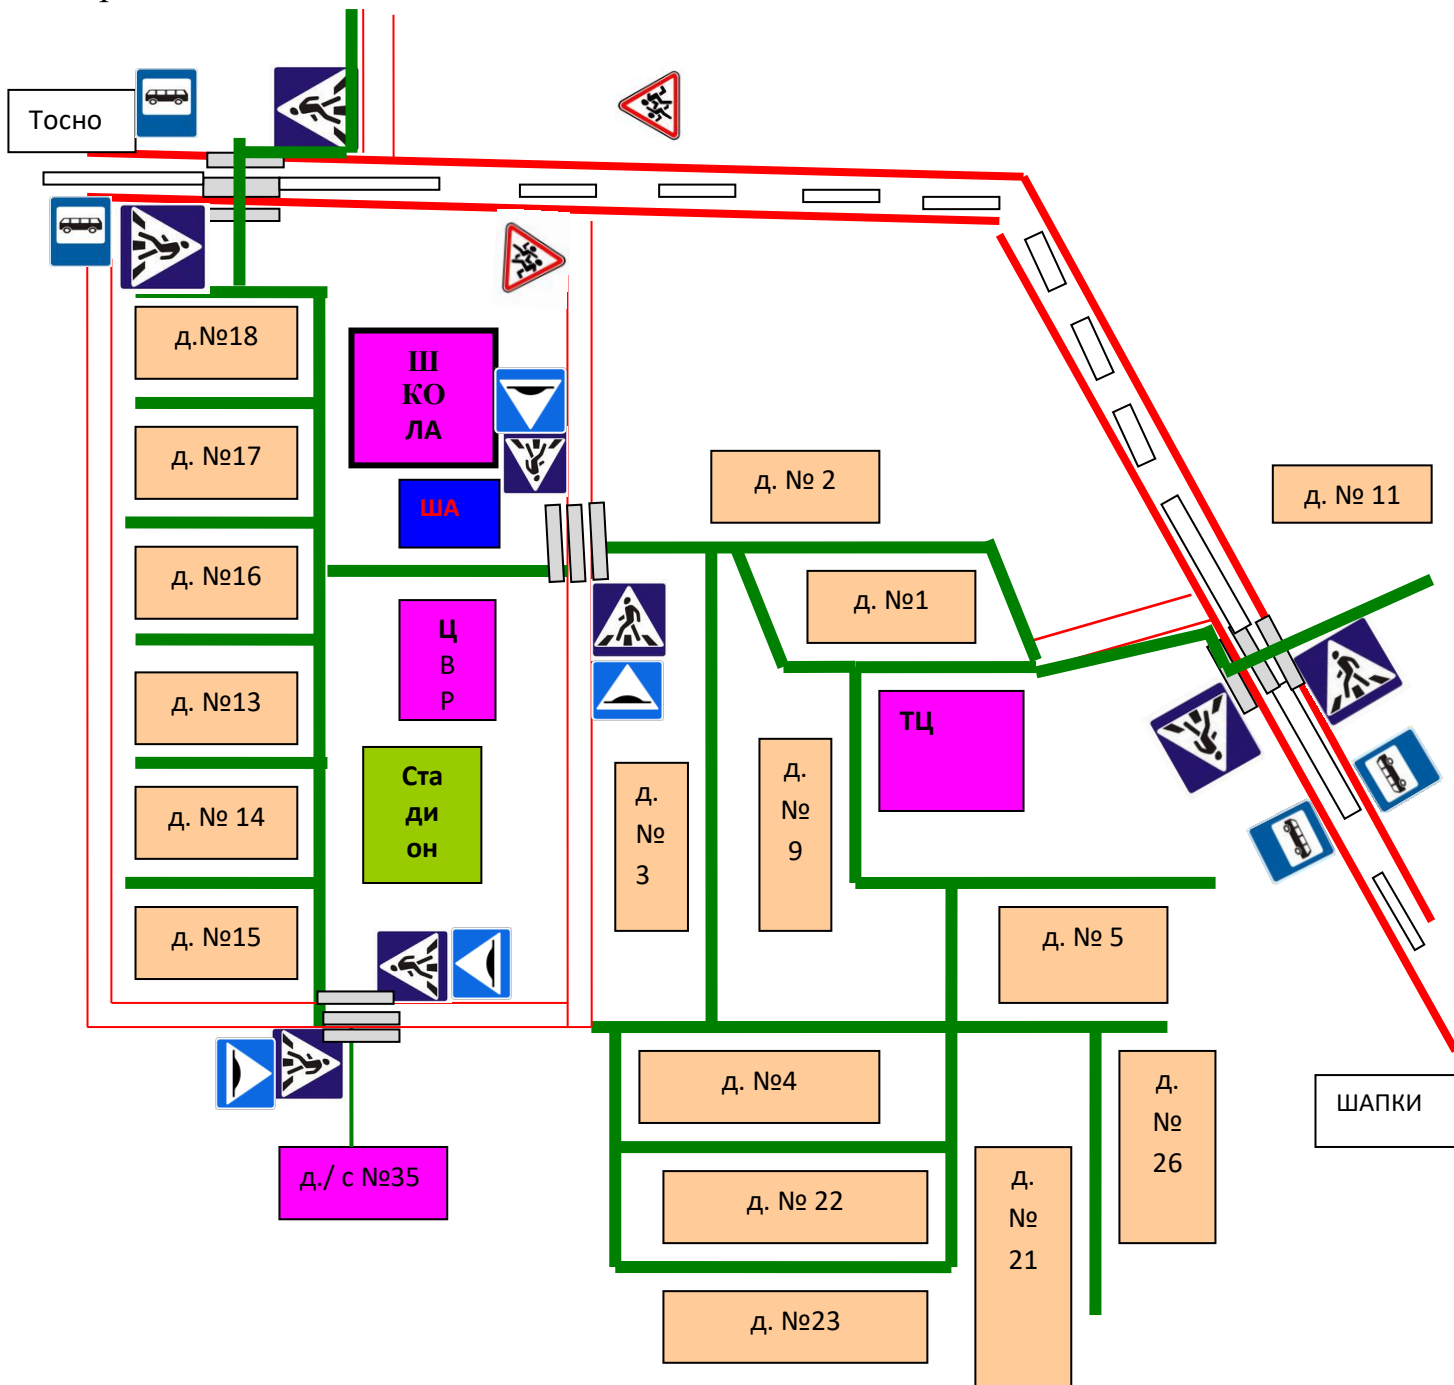 Тосно
д.№18
Ш
КО
ЛА
д. №17
д. № 2
д. № 11
ША
д. №16
д. №1
Ц
В
Р
д. №13
ТЦ
Ста
ди
он
д.
№
3
д.
№
9
д. № 14
д. №15
д. № 5
д. №4
д.
№
26
ШАПКИ
д./ с №35
д. № 22
д.
№
21
д. №23